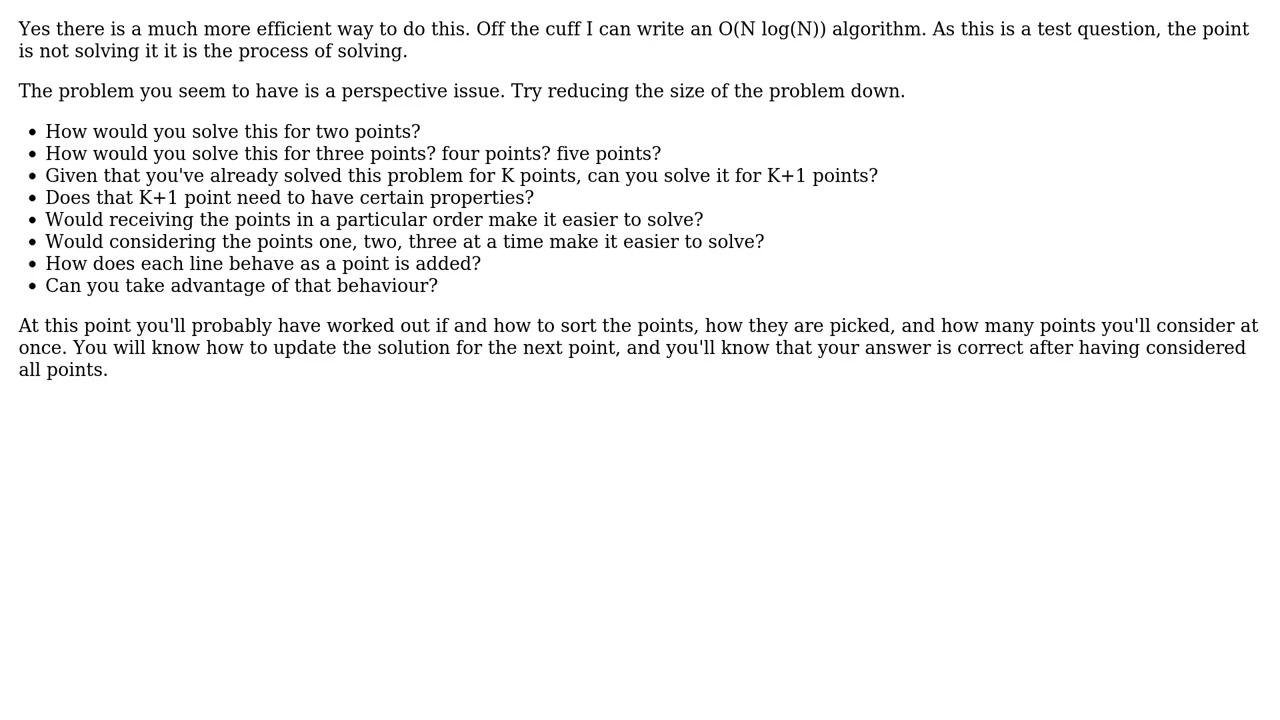 Yes there is a much more efficient way to do this. Off the cuff I can write an O(N log(N)) algorithm. As this is a test question, the point
is not solving it it is the process of solving.
The problem you seem to have is a perspective issue. Try reducing the size of the problem down.
• How would you solve this for two points?
• How would you solve this for three points? four points? five points?
• Given that you've already solved this problem for K points, can you solve it for K+1 points?
• Does that K+1 point need to have certain properties?
• Would receiving the points in a particular order make it easier to solve?
• Would considering the points one, two, three at a time make it easier to solve?
• How does each line behave as a point is added?
• Can you take advantage of that behaviour?
At this point you'll probably have worked out if and how to sort the points, how they are picked, and how many points you'll consider at
once. You will know how to update the solution for the next point, and you'll know that your answer is correct after having considered
all points.